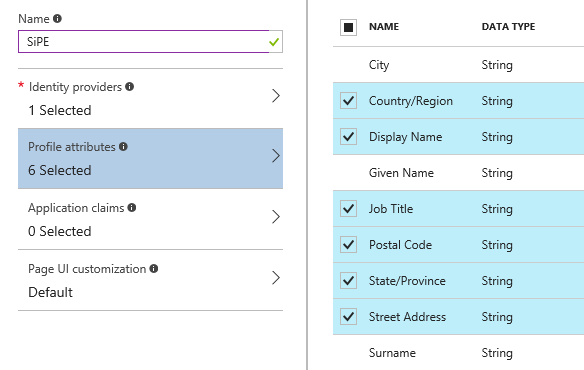 Name
SiPE
* Identity providers
1 Selected
Profile attributes
6 Selected
Application claims
0 Selected
Page UI customization
Default
NAME DATA TYPE
City String
Country/Region String
Display Name String
Given Name String
Job Title String
Postal Code String
State/Province String
Street Address String
Surname String